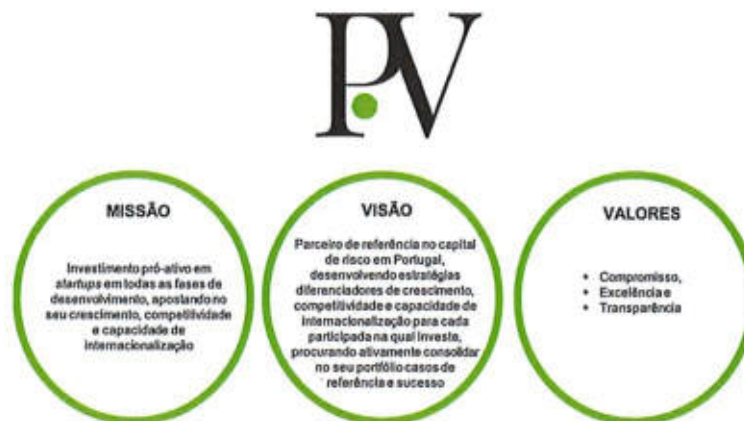 PV
MISSÃO
Investimento pró-ativo em
startups em todas as fases de
desenvolvimento, apostando no
seu crescimento, competitividade
e capacidade de
internacionalização
VISÃO
Parceiro de referência no capital
de risco em Portugal,
desenvolvendo estratégias
diferenciadores de crescimento,
competitividade e capacidade de
internacionalização para cada
participada na qual investe,
procurando ativamente consolidar
no seu portfólio casos de
referência e sucesso
VALORES
• Compromisso,
• Excelência e
• Transparência